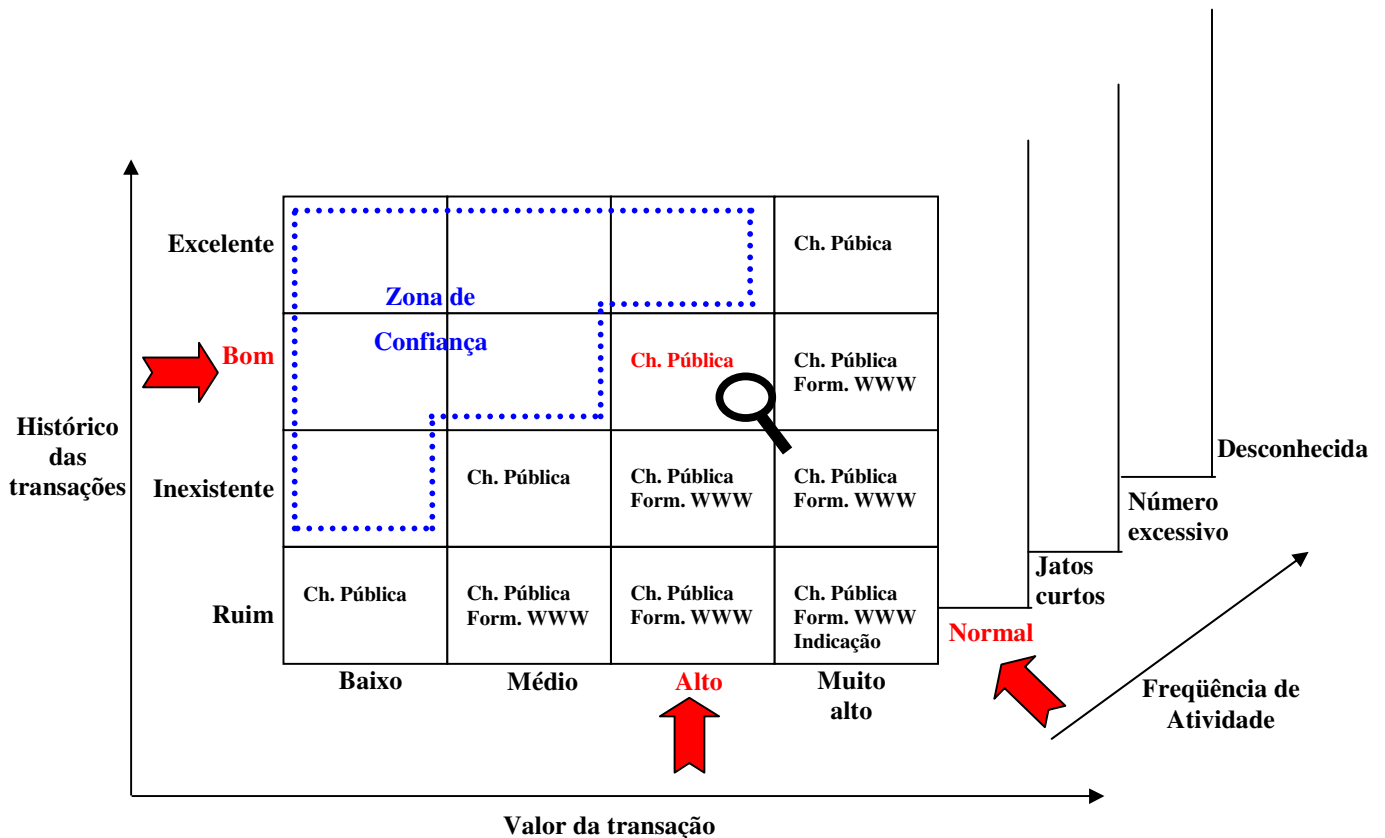 Excelente
Ch. Púbica
Zona de
Confiança
Bom
Ch. Pública
Ch. Pública
Form. WWW
Histórico
das
transações
Inexistente
Ch. Pública
Ch. Pública
Form. WWW
Ch. Pública
Form. WWW
Desconhecida
Número
excessivo
Jatos
curtos
Ruim
Ch. Pública
Ch. Pública
Form. WWW
Ch. Pública
Form. WWW
Ch. Pública
Form. WWW
Indicação
Normal
Baixo
Médio
Alto
Muito
alto
Freqüência de
Atividade
Valor da transação